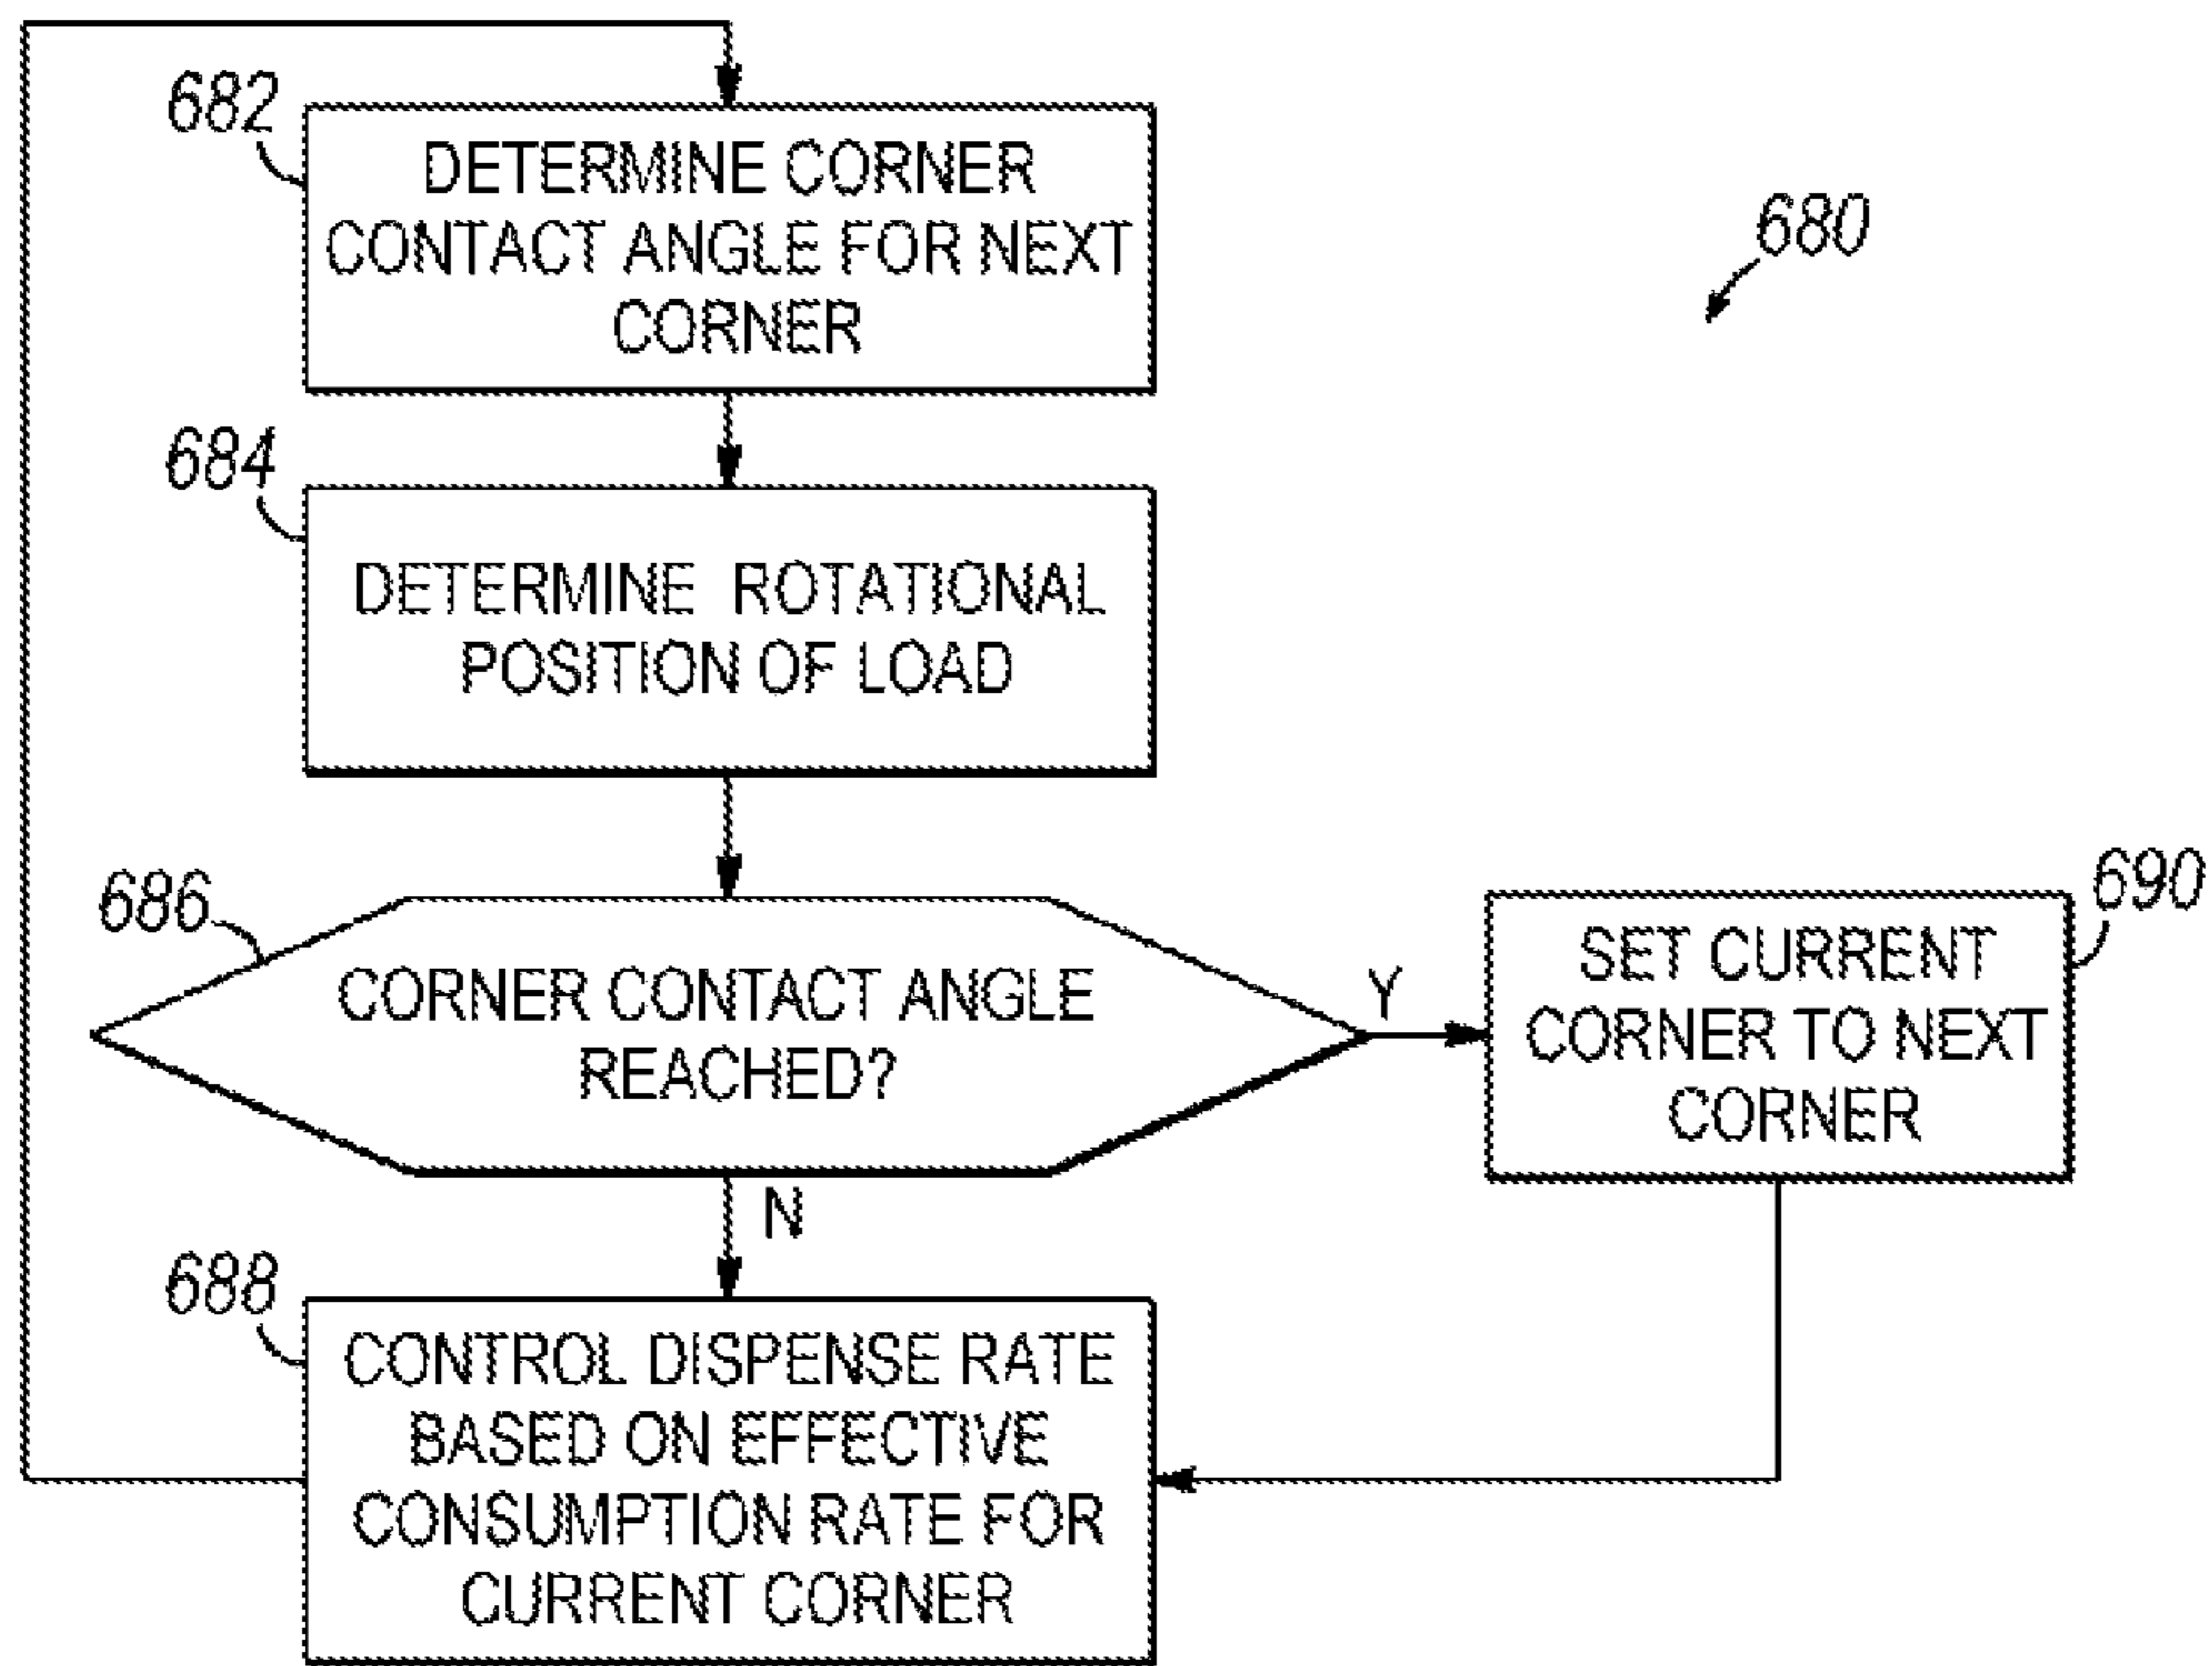 682
DETERMINE CORNER
CONTACT ANGLE FOR NEXT
CORNER
680
684
DETERMINE ROTATIONAL
POSITION OF LOAD
686
CORNER CONTACT ANGLE
REACHED?
Y
690
SET CURRENT
CORNER TO NEXT
CORNER
N
688
CONTROL DISPENSE RATE
BASED ON EFFECTIVE
CONSUMPTION RATE FOR
CURRENT CORNER